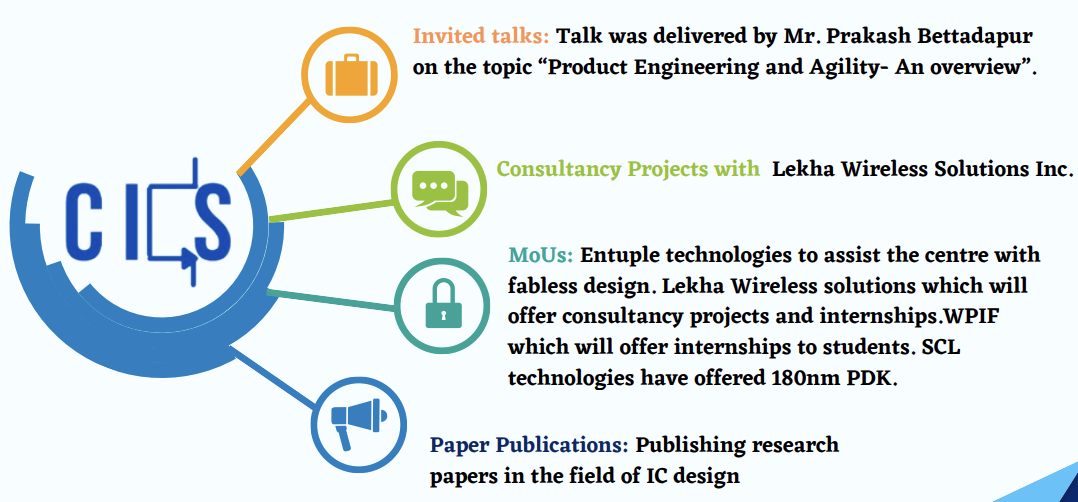 Invited talks: Talk was delivered by Mr. Prakash Bettadapur
on the topic “Product Engineering and Agility- An overview”.
CICS
Consultancy Projects with Lekha Wireless Solutions Inc.
MoUs: Entuple technologies to assist the centre with
fabless design. Lekha Wireless solutions which will
offer consultancy projects and internships.WPIF
which will offer internships to students. SCL
technologies have offered 180nm PDK.
Paper Publications: Publishing research
papers in the field of IC design